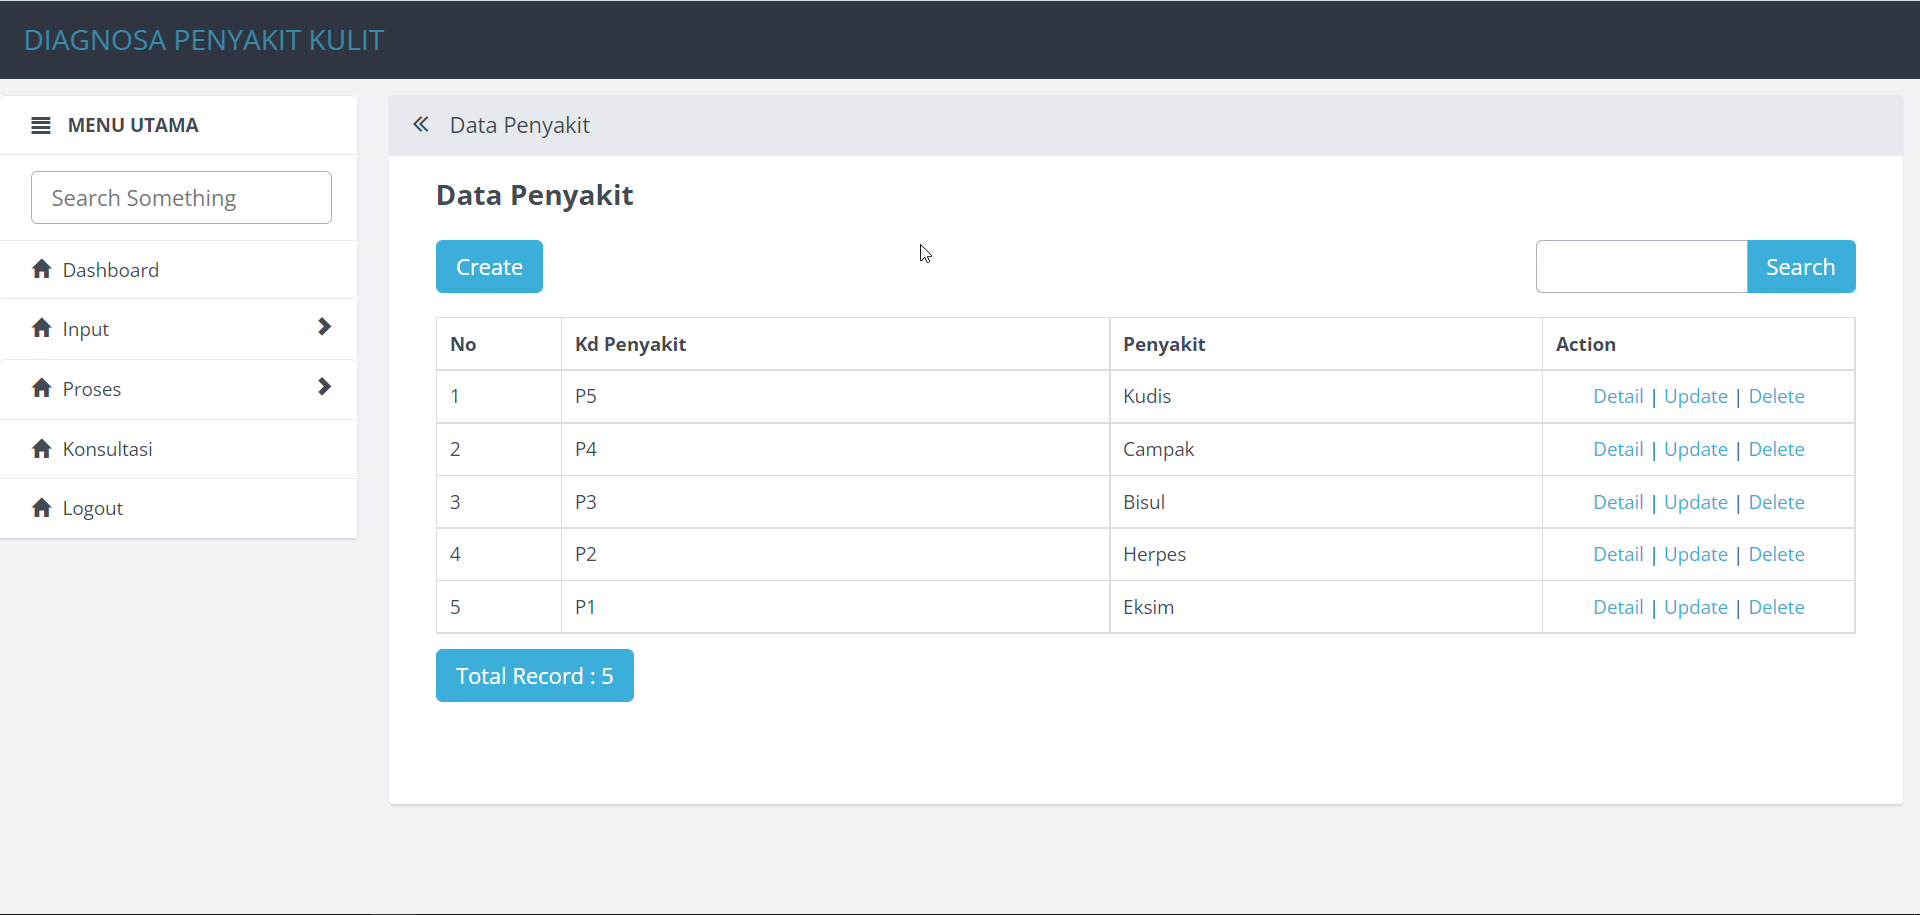 DIAGNOSA PENYAKIT KULIT
MENU UTAMA
Search Something
Dashboard
Input
Proses
Konsultasi
Logout
Data Penyakit
Data Penyakit
Create
Search
No Kd Penyakit Penyakit Action
1 P5 Kudis Detail | Update | Delete
2 P4 Campak Detail | Update | Delete
3 P3 Bisul Detail | Update | Delete
4 P2 Herpes Detail | Update | Delete
5 P1 Eksim Detail | Update | Delete
Total Record : 5